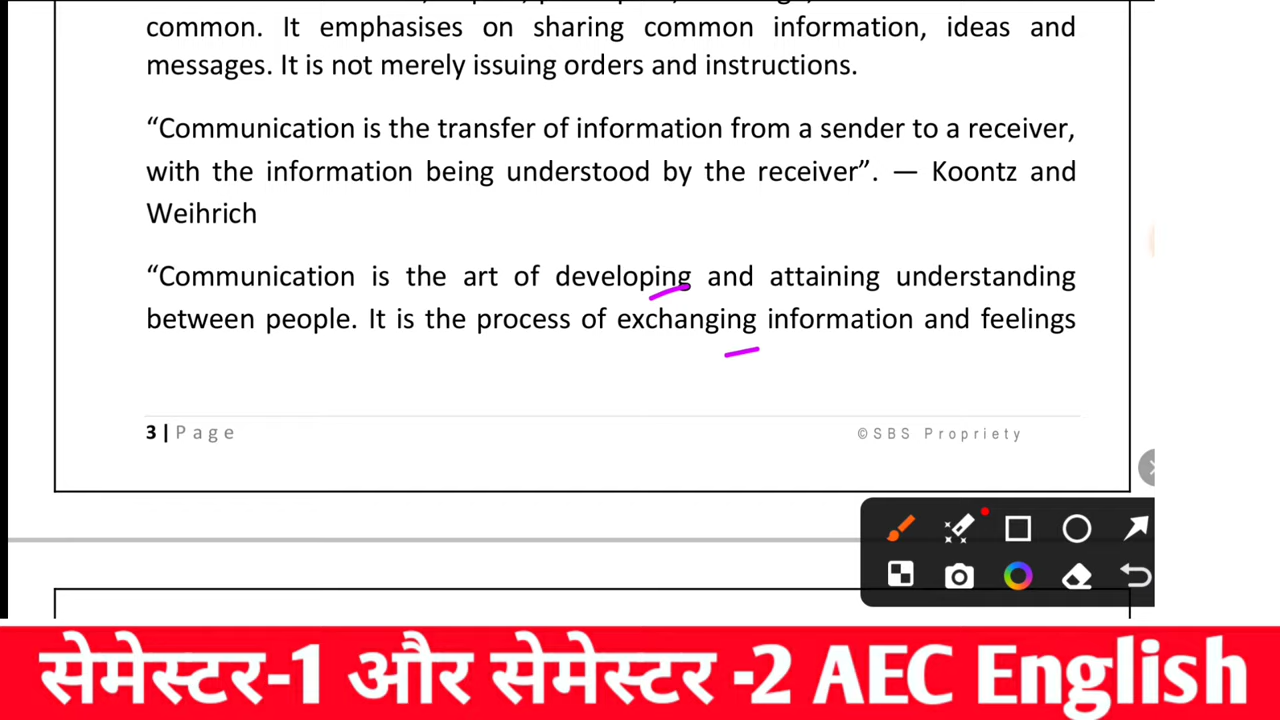 common. It emphasises on sharing common information, ideas and
messages. It is not merely issuing orders and instructions.
“Communication is the transfer of information from a sender to a receiver,
with the information being understood by the receiver”. — Koontz and
Weihrich
“Communication is the art of developing and attaining understanding
between people. It is the process of exchanging information and feelings
3 | Page
©SBS Propriety
सेमेस्टर-1 और सेमेस्टर -2 AEC English